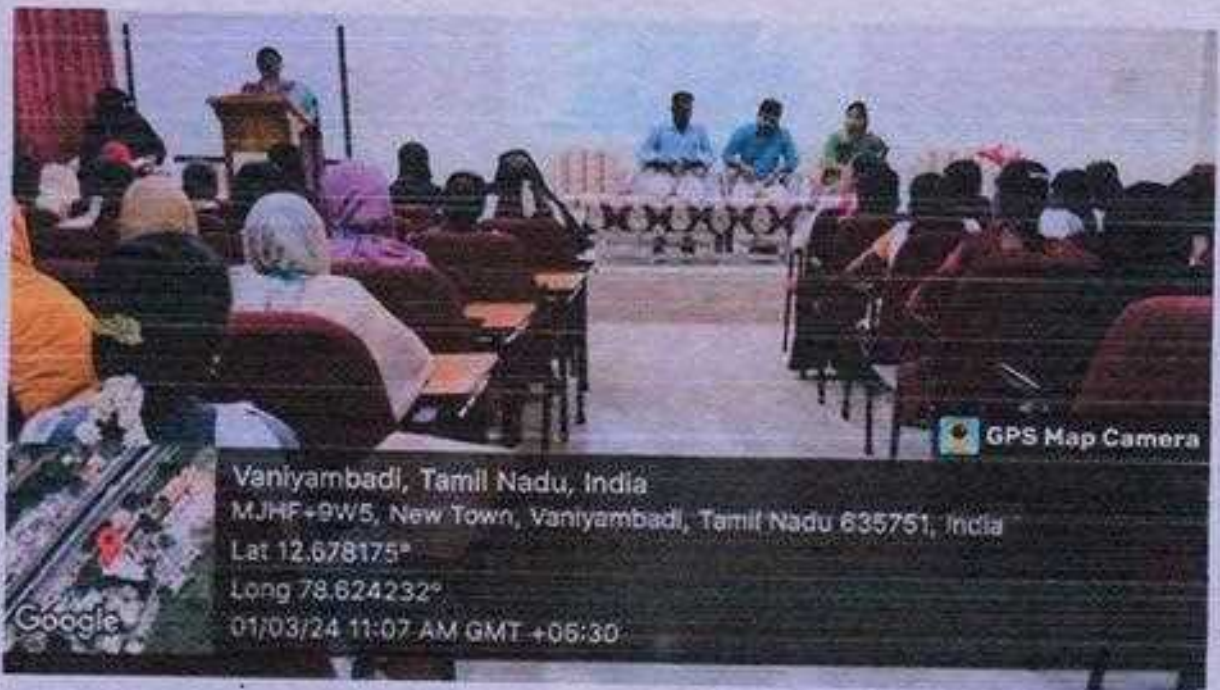 GPS Map Camera
Vaniyambadi, Tamil Nadu, India
MJHF+9W5, New Town, Vaniyambadi, Tamil Nadu 635751, India
Lat 12.678175°
Long 78.624232°
01/03/24 11:07 AM GMT +06:30
Google